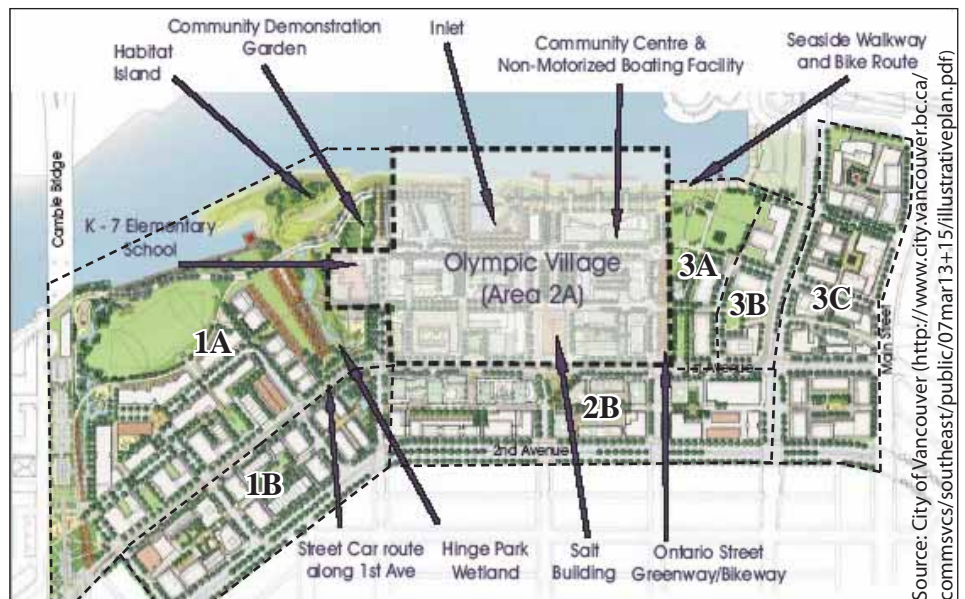 Community Demonstration
Garden
Inlet
Habitat
Island
Community Centre &
Non-Motorized Boating Facility
Seaside Walkway
and Bike Route
Cambie Bridge
K - 7 Elementary
School
Olympic Village
(Area 2A)
3A
3B
3C
1A
1st Avenue
Main Street
2B
2nd Avenue
1B
Street Car route
along 1st Ave
Hinge Park
Wetland
Salt
Building
Ontario Street
Greenway/Bikeway
Source: City of Vancouver (http://www.city.vancouver.bc.ca/
commsvcs/southeast/public/07mar13+15/illustrativeplan.pdf)